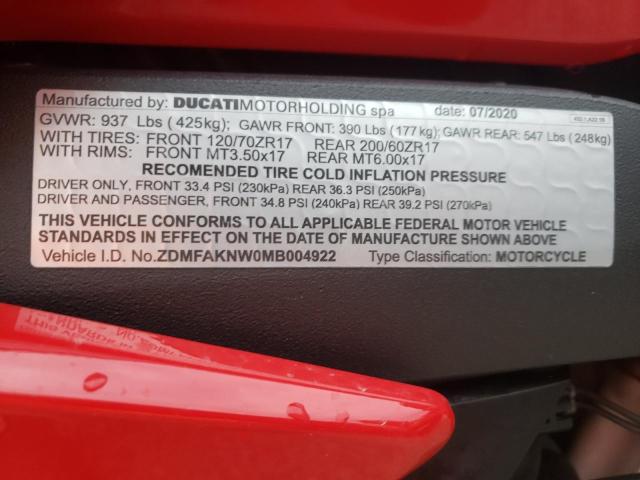 Manufactured by: DUCATIMOTORHOLDING spa date: 07/2020
GVWR: 937 Lbs (425kg); GAWR FRONT: 390 Lbs (177kg); GAWR REAR: 547 Lbs (248kg)
WITH TIRES: FRONT 120/70ZR17 REAR 200/60ZR17
WITH RIMS: FRONT MT3.50x17 REAR MT6.00x17
RECOMENDED TIRE COLD INFLATION PRESSURE
DRIVER ONLY, FRONT 33.4 PSI (230kPa) REAR 36.3 PSI (250kPa)
DRIVER AND PASSENGER, FRONT 34.8 PSI (240kPa) REAR 39.2 PSI (270kPa)
THIS VEHICLE CONFORMS TO ALL APPLICABLE FEDERAL MOTOR VEHICLE
STANDARDS IN EFFECT ON THE DATE OF MANUFACTURE SHOWN ABOVE
Vehicle I.D. No.ZDMFAKNW0MB004922 Type Classification: MOTORCYCLE